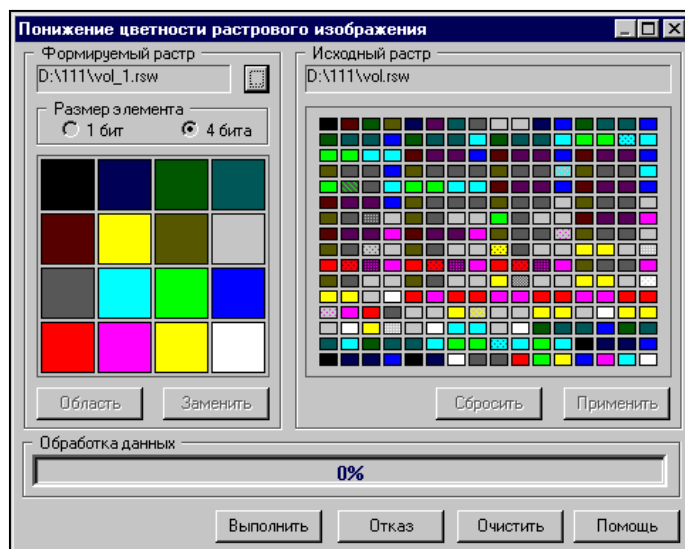 Понижение цветности растрового изображения
Формируемый растр
D:\111\vol_1.rsw
Размер элемента
1 бит
4 бита
Область
Заменить
Исходный растр
D:\111\vol.rsw
Сбросить
Применить
Обработка данных
0%
Выполнить
Отказ
Очистить
Помощь